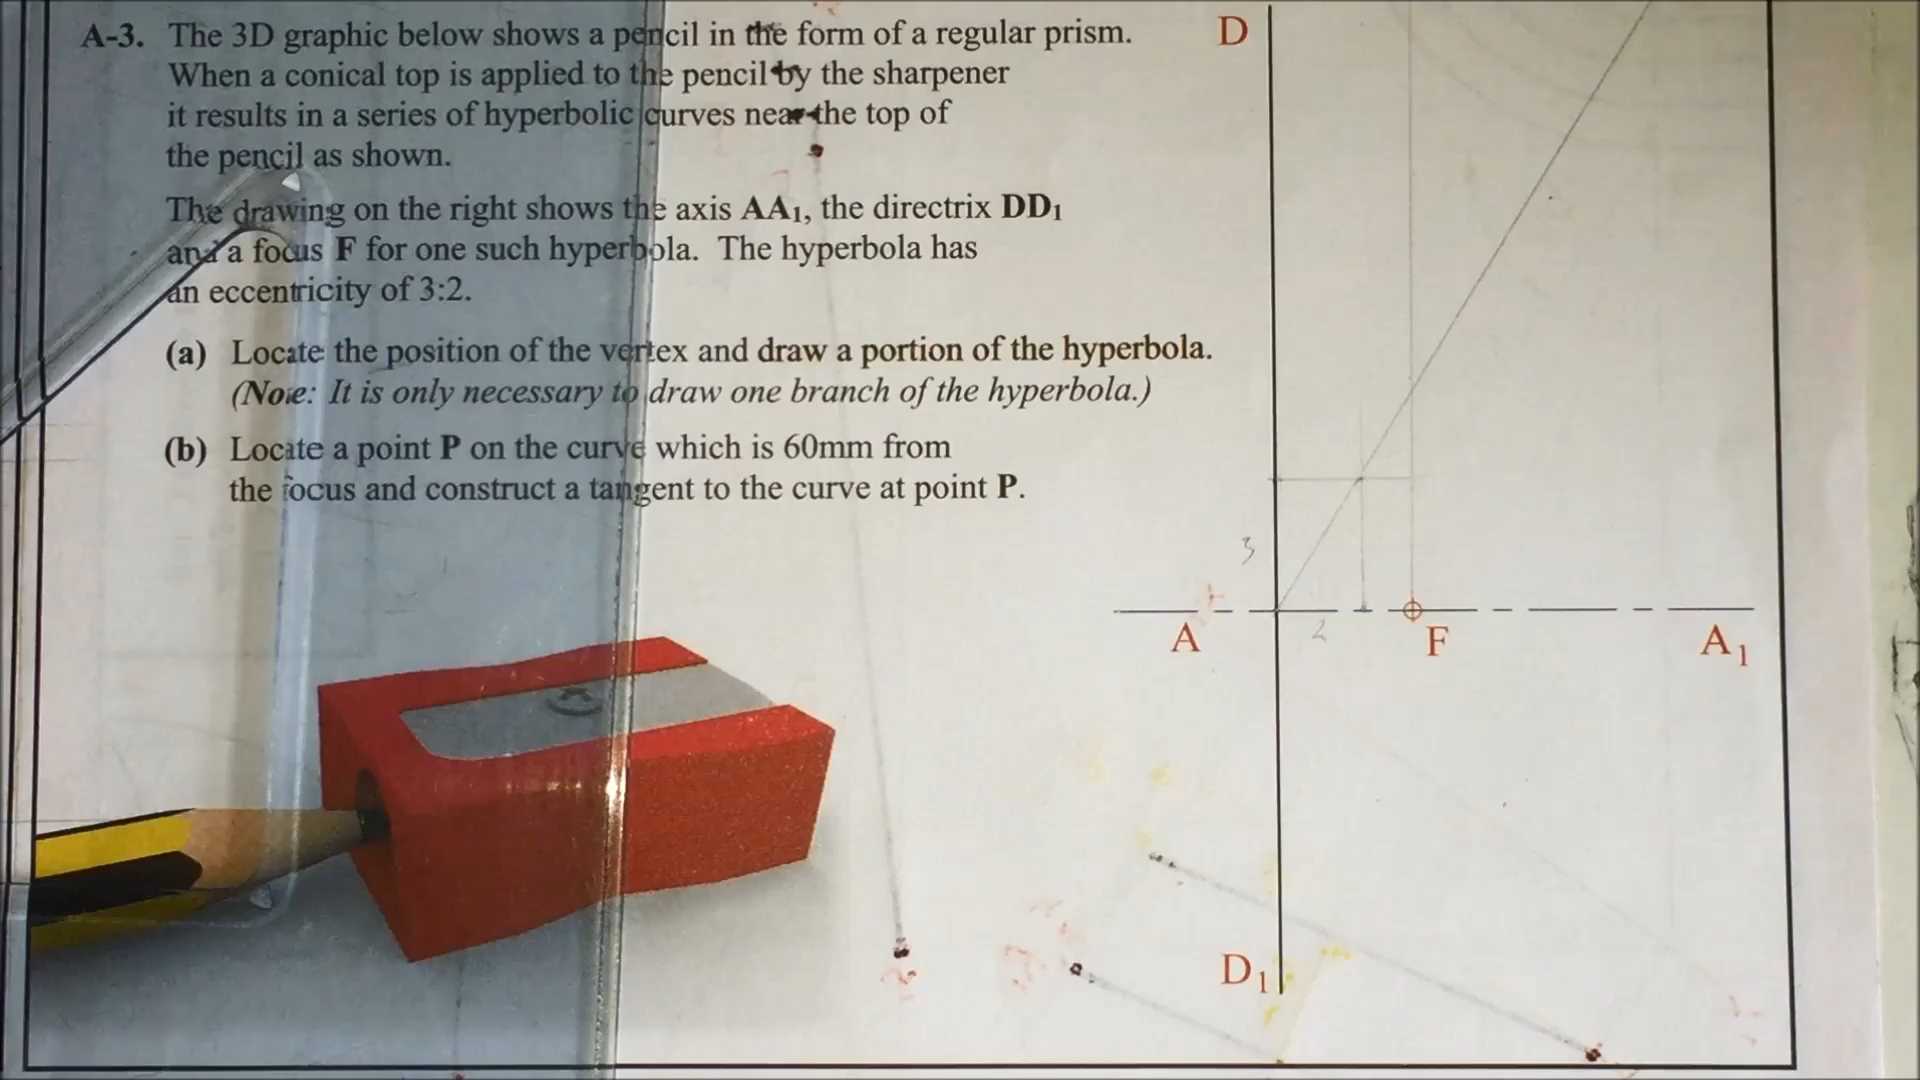 A-3. The 3D graphic below shows a pencil in the form of a regular prism.
When a conical top is applied to the pencil by the sharpener
it results in a series of hyperbolic curves near the top of
the pencil as shown.
The drawing on the right shows the axis AA₁, the directrix DD₁
and a focus F for one such hyperbola. The hyperbola has
an eccentricity of 3:2.
(a) Locate the position of the vertex and draw a portion of the hyperbola.
(Note: It is only necessary to draw one branch of the hyperbola.)
(b) Locate a point P on the curve which is 60mm from
the focus and construct a tangent to the curve at point P.
D
3
2
A
F
A₁
D₁